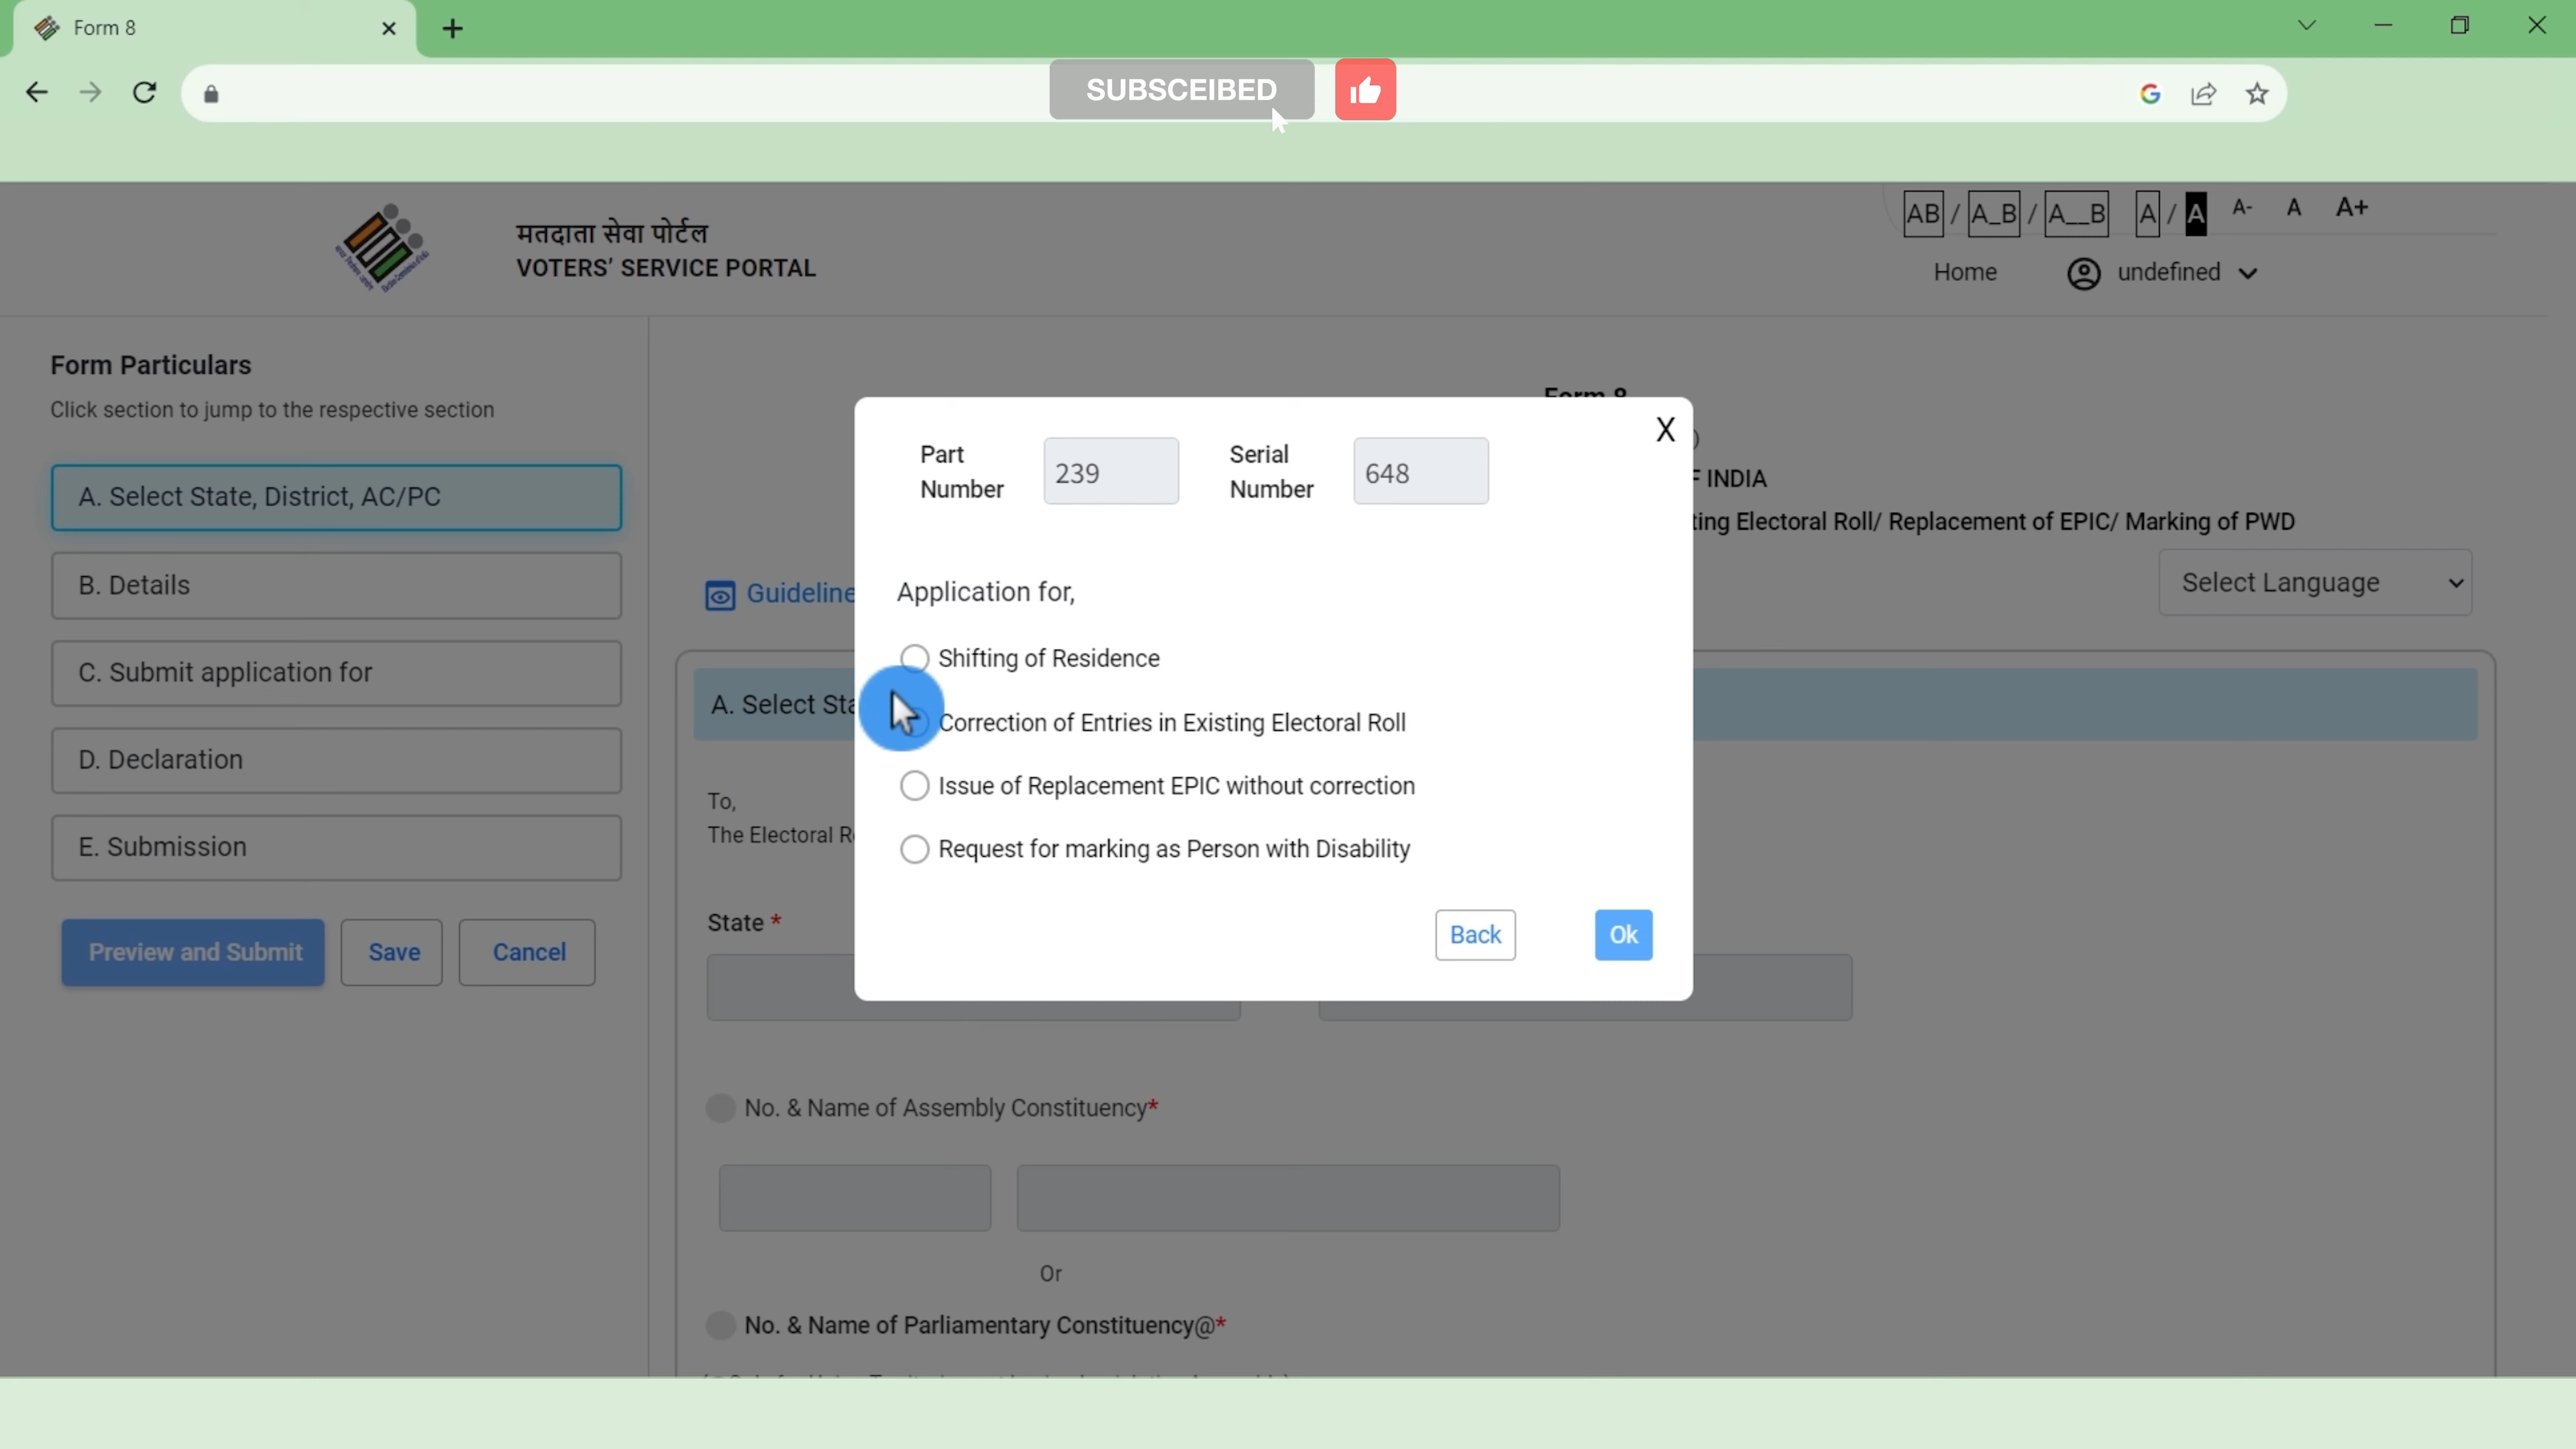 Form 8
SUBSCEIBED
मतदाता सेवा पोर्टल
VOTERS' SERVICE PORTAL
AB / A_B / A__B A / A A- A A+
Home
undefined
Form Particulars
Click section to jump to the respective section
A. Select State, District, AC/PC
B. Details
C. Submit application for
D. Declaration
E. Submission
Preview and Submit
Save
Cancel
Form 8
)
INDIA
ting Electoral Roll/ Replacement of EPIC/ Marking of PWD
Guideline
Select Language
A. Select Sta
To,
The Electoral R
State *
No. & Name of Assembly Constituency*
Or
No. & Name of Parliamentary Constituency@*
X
Part Number
239
Serial Number
648
Application for,
Shifting of Residence
Correction of Entries in Existing Electoral Roll
Issue of Replacement EPIC without correction
Request for marking as Person with Disability
Back
Ok